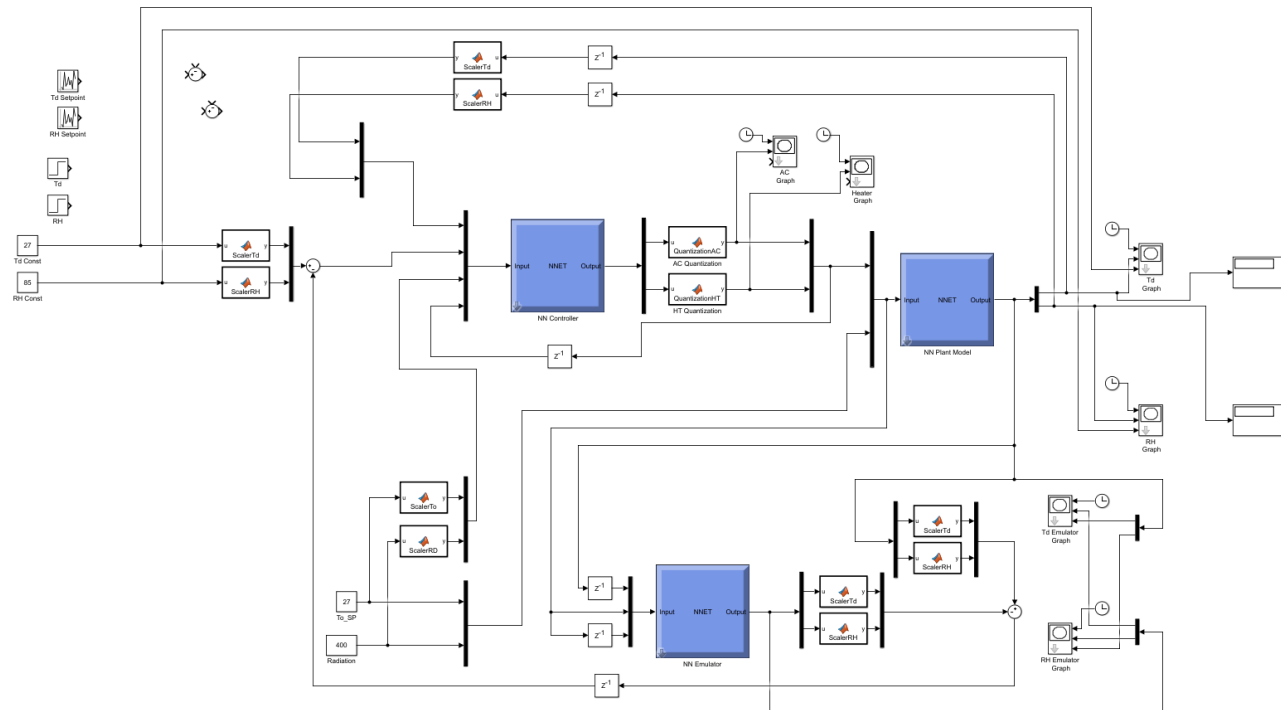 y
u
ScalerTd
z-1
y
u
ScalerRH
z-1
Td Setpoint
RH Setpoint
Td
RH
AC
Graph
Heater
Graph
27
Td Const
85
RH Const
u
y
ScalerTd
u
y
ScalerRH
Input
NNET
Output
NN Controller
u
y
QuantizationAC
AC Quantization
u
y
QuantizationHT
HT Quantization
z-1
Input
NNET
Output
NN Plant Model
Td
Graph
RH
Graph
u
y
ScalerTo
u
y
ScalerRD
27
To_SP
400
Radiation
z-1
z-1
Input
NNET
Output
NN Emulator
u
y
ScalerTd
u
y
ScalerRH
u
y
ScalerTd
u
y
ScalerRH
Td Emulator
Graph
RH Emulator
Graph
z-1